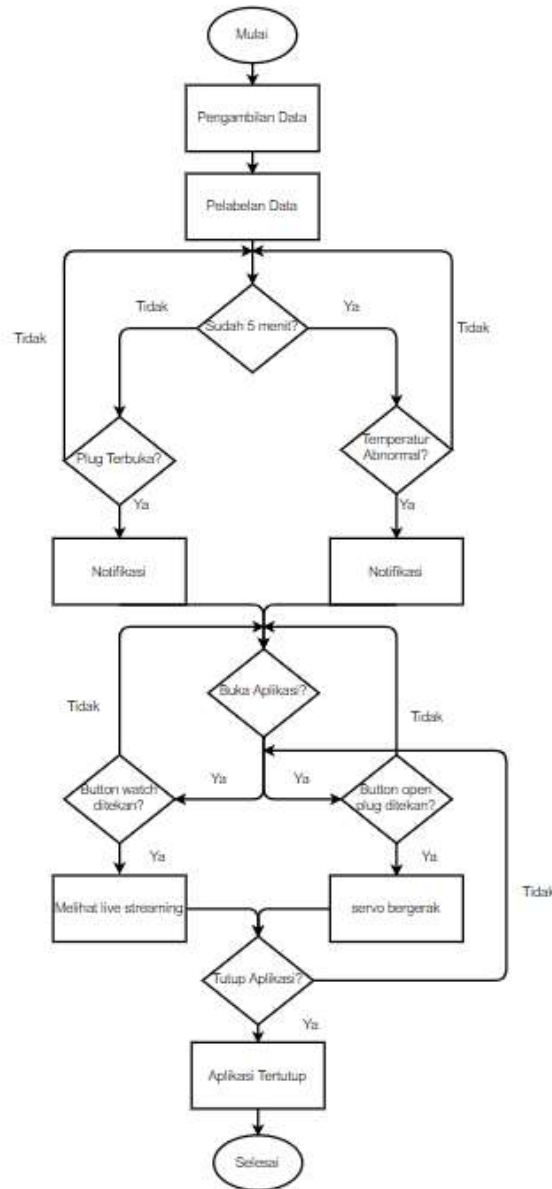 Mulai
Pengambilan Data
Pelabelan Data
Tidak
Ya
Tidak
Sudah 5 menit?
Tidak
Plug Terbuka?
Temperatur
Abnormal?
Ya
Ya
Notifikasi
Notifikasi
Buka Aplikasi?
Tidak
Tidak
Ya
Ya
Button watch
ditekan?
Button open
plug ditekan?
Ya
Ya
Tidak
Melihat live streaming
servo bergerak
Tutup Aplikasi?
Ya
Aplikasi Tertutup
Selesai